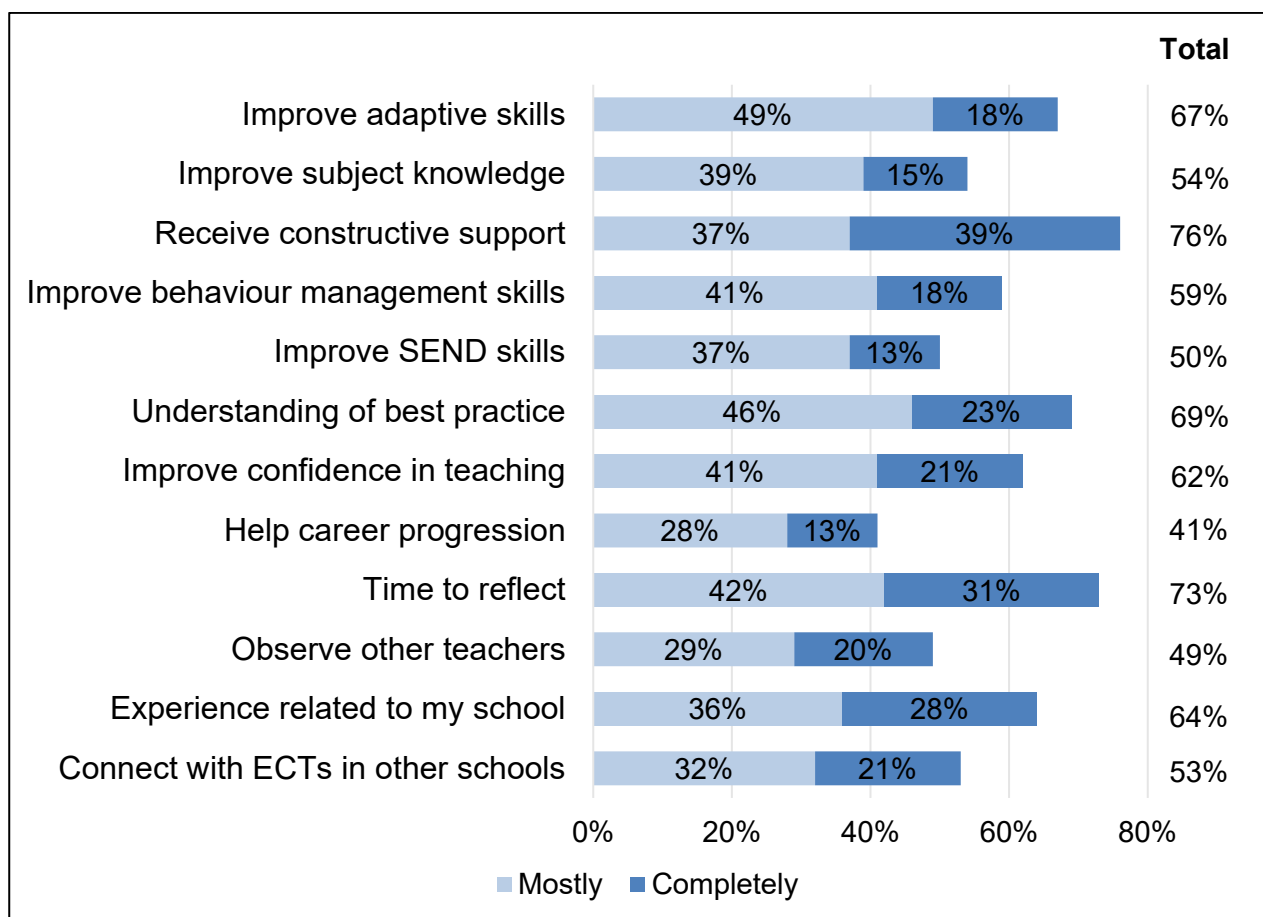 Total
Improve adaptive skills 49% 18% 67%
Improve subject knowledge 39% 15% 54%
Receive constructive support 37% 39% 76%
Improve behaviour management skills 41% 18% 59%
Improve SEND skills 37% 13% 50%
Understanding of best practice 46% 23% 69%
Improve confidence in teaching 41% 21% 62%
Help career progression 28% 13% 41%
Time to reflect 42% 31% 73%
Observe other teachers 29% 20% 49%
Experience related to my school 36% 28% 64%
Connect with ECTs in other schools 32% 21% 53%
0% 20% 40% 60% 80%
Mostly Completely